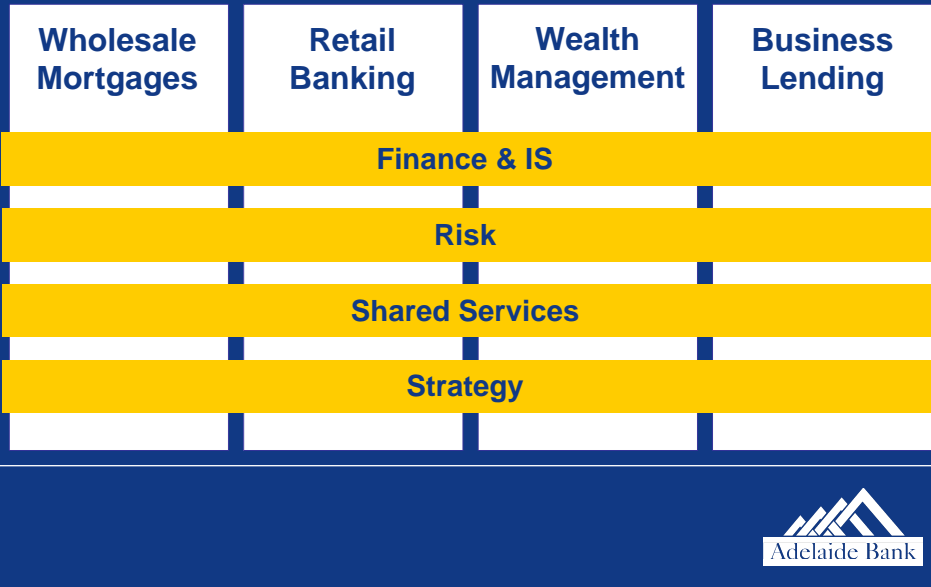 Wholesale
Mortgages
Retail
Banking
Wealth
Management
Business
Lending
Finance & IS
Risk
Shared Services
Strategy
Adelaide Bank